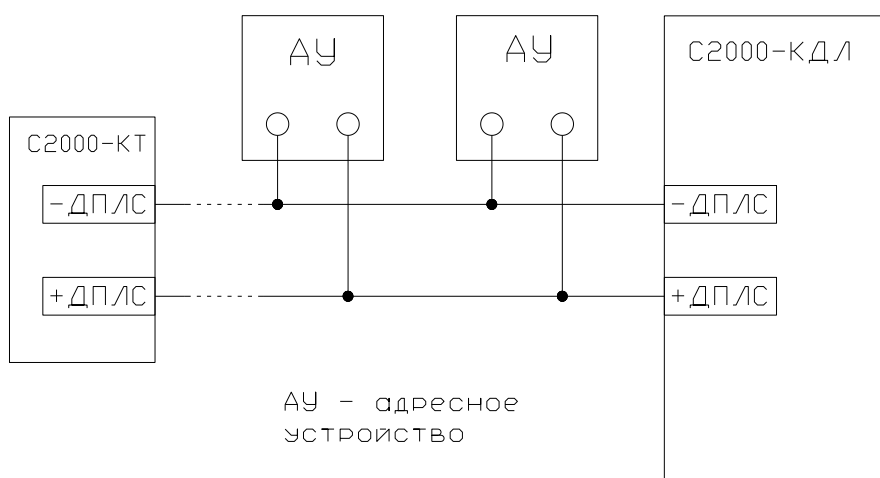 АУ
АУ
С2000-КДЛ
С2000-КТ
-ДПЛС
-ДПЛС
+ДПЛС
+ДПЛС
АУ - адресное
устройство